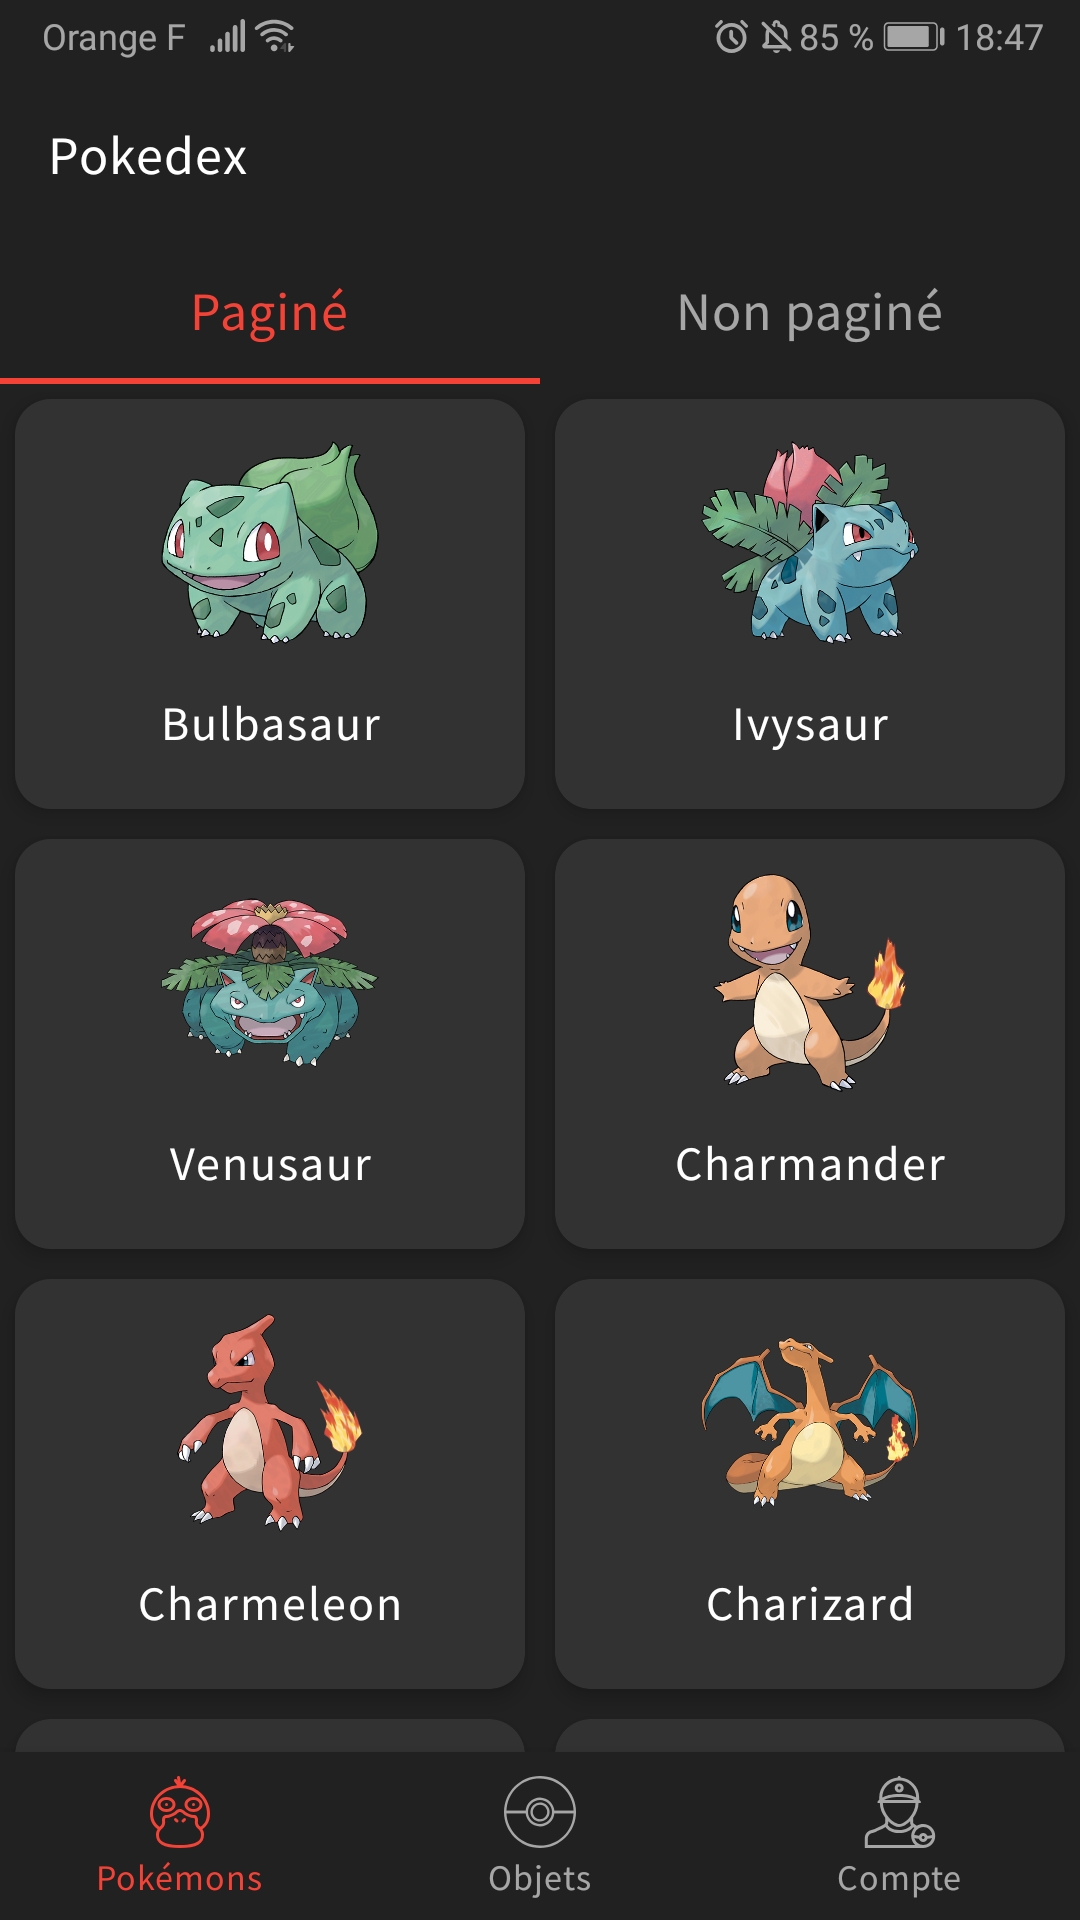 Orange F 85 % 18:47
Pokedex
Paginé Non paginé
Bulbasaur Ivysaur
Venusaur Charmander
Charmeleon Charizard
Pokémons Objets Compte